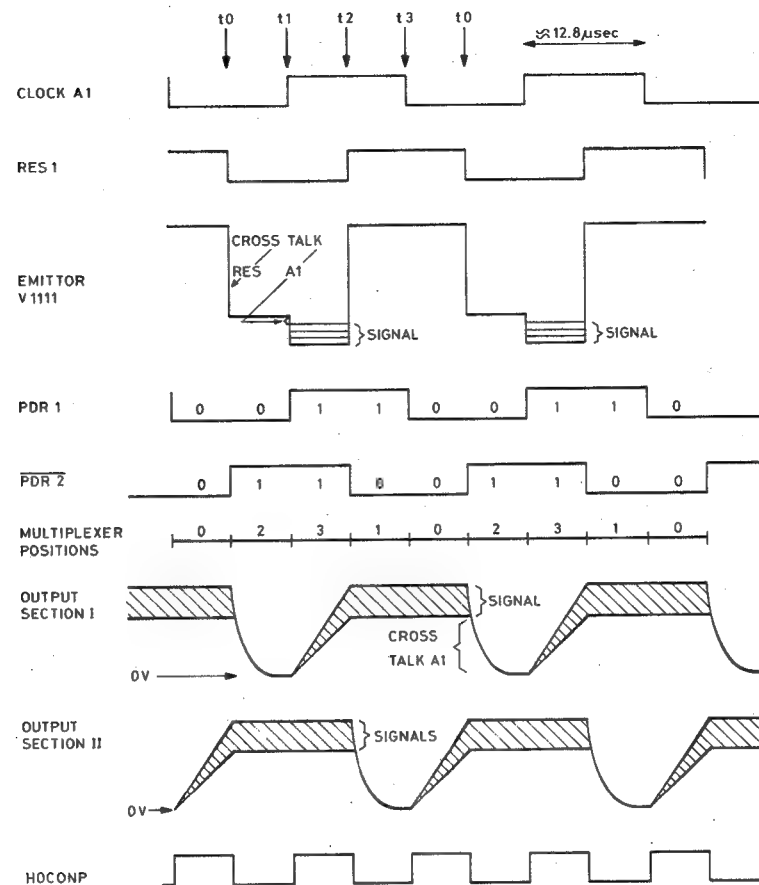 t0 t1 t2 t3 t0
≈12.8µsec
CLOCK A1
RES 1
CROSS TALK
RES A1
EMITTOR
V1111
SIGNAL
SIGNAL
PDR 1
0 0 1 1 0 0 1 1 0
PDR 2
0 1 1 0 0 1 1 0 0
MULTIPLEXER
POSITIONS
0 2 3 1 0 2 3 1 0
OUTPUT
SECTION I
SIGNAL
CROSS
TALK A1
0V
OUTPUT
SECTION II
SIGNALS
0V
HOCONP